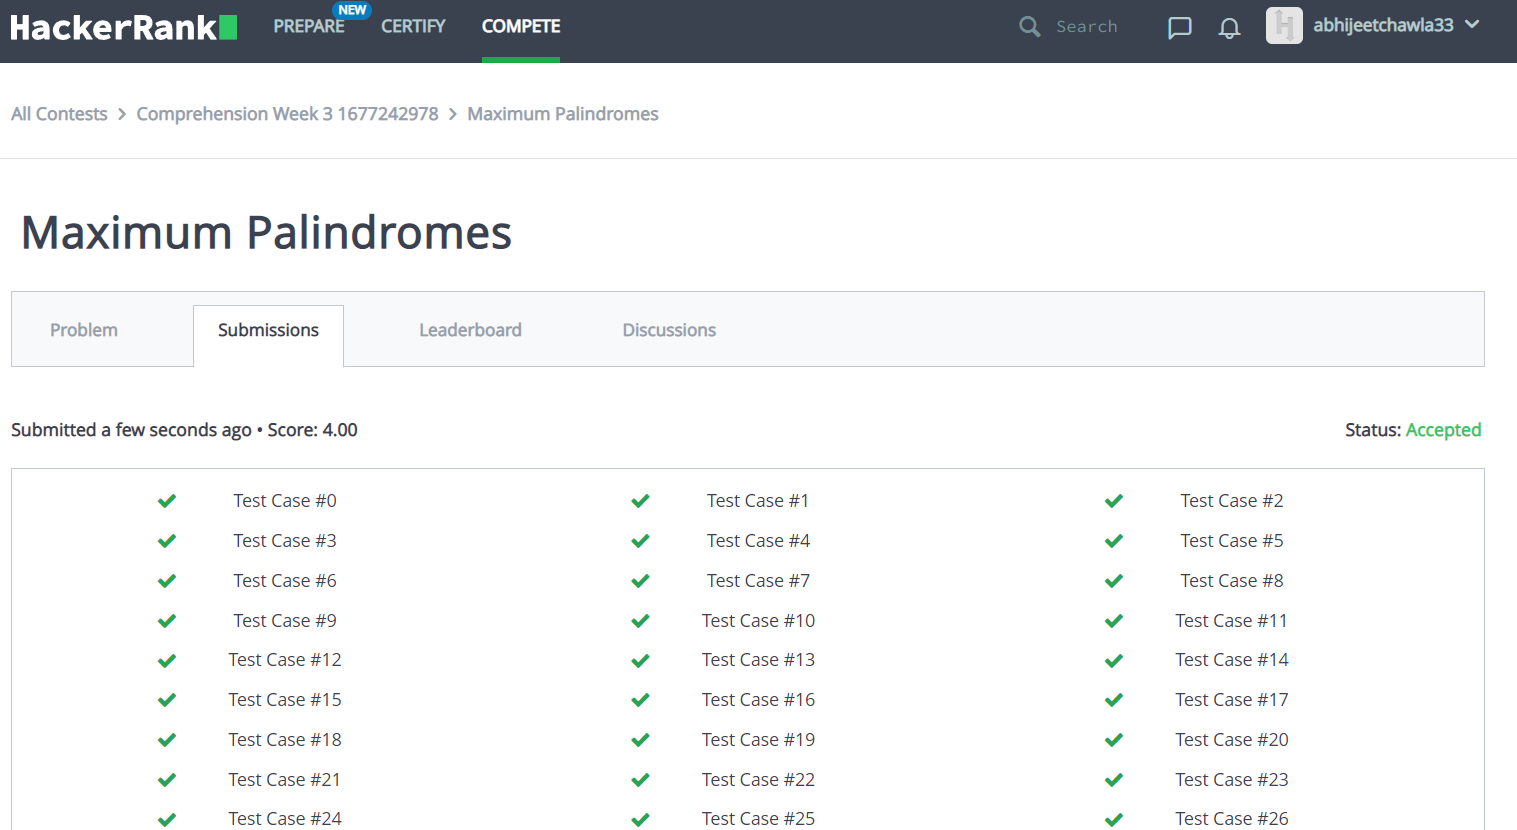 HackerRank PREPARE NEW CERTIFY COMPETE Search abhijeetchawla33
All Contests > Comprehension Week 3 1677242978 > Maximum Palindromes
Maximum Palindromes
Problem Submissions Leaderboard Discussions
Submitted a few seconds ago • Score: 4.00 Status: Accepted
Test Case #0 Test Case #1 Test Case #2
Test Case #3 Test Case #4 Test Case #5
Test Case #6 Test Case #7 Test Case #8
Test Case #9 Test Case #10 Test Case #11
Test Case #12 Test Case #13 Test Case #14
Test Case #15 Test Case #16 Test Case #17
Test Case #18 Test Case #19 Test Case #20
Test Case #21 Test Case #22 Test Case #23
Test Case #24 Test Case #25 Test Case #26